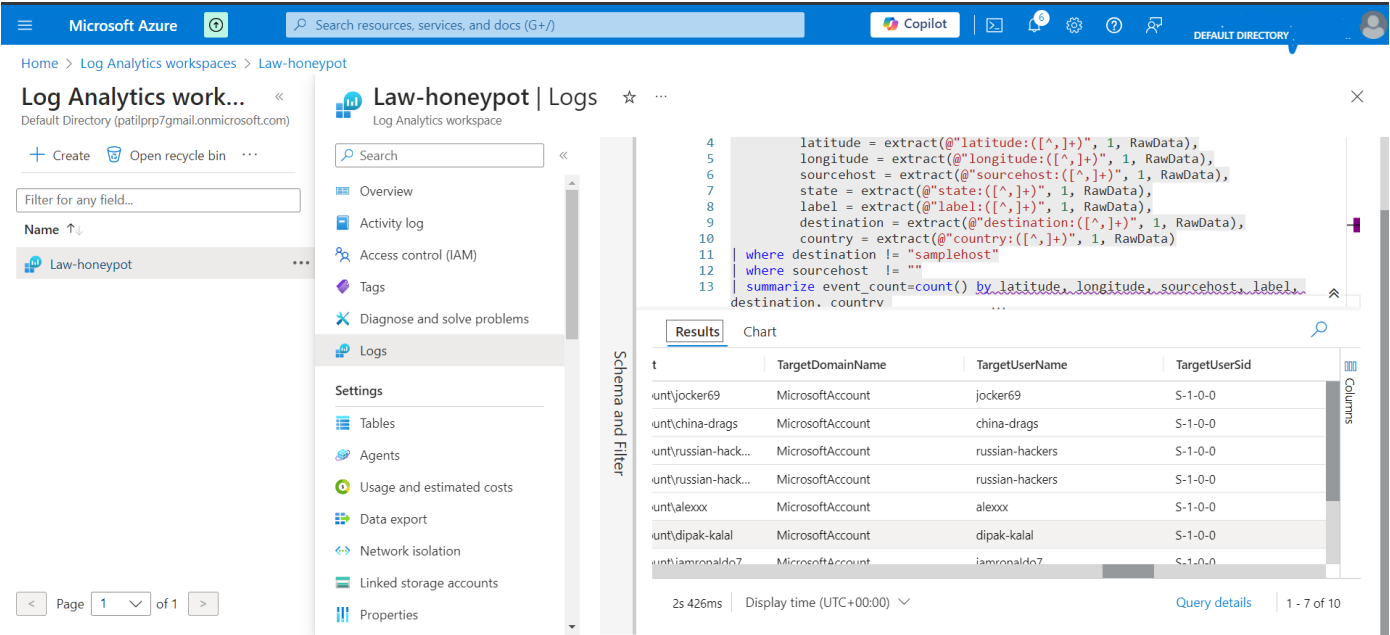 Microsoft Azure
Search resources, services, and docs (G+/)
Copilot
6
DEFAULT DIRECTORY
Home > Log Analytics workspaces > Law-honeypot
Log Analytics work... «
Default Directory (patilprp7gmail.onmicrosoft.com)
+ Create Open recycle bin ...
Filter for any field...
Name ↑↓
Law-honeypot ...
< Page 1 of 1 >
Law-honeypot | Logs ☆ ...
Log Analytics workspace
Search «
Overview
Activity log
Access control (IAM)
Tags
Diagnose and solve problems
Logs
Settings
Tables
Agents
Usage and estimated costs
Data export
Network isolation
Linked storage accounts
Properties
Schema and Filter
4 latitude = extract(@"latitude:([^,]+)", 1, RawData),
5 longitude = extract(@"longitude:([^,]+)", 1, RawData),
6 sourcehost = extract(@"sourcehost:([^,]+)", 1, RawData),
7 state = extract(@"state:([^,]+)", 1, RawData),
8 label = extract(@"label:([^,]+)", 1, RawData),
9 destination = extract(@"destination:([^,]+)", 1, RawData),
10 country = extract(@"country:([^,]+)", 1, RawData)
11 | where destination != "samplehost"
12 | where sourcehost != ""
13 | summarize event_count=count() by latitude, longitude, sourcehost, label,
destination, country
...
Results Chart
t TargetDomainName TargetUserName TargetUserSid
ount\jocker69 MicrosoftAccount jocker69 S-1-0-0
ount\china-drags MicrosoftAccount china-drags S-1-0-0
ount\russian-hack... MicrosoftAccount russian-hackers S-1-0-0
ount\russian-hack... MicrosoftAccount russian-hackers S-1-0-0
ount\alexxx MicrosoftAccount alexxx S-1-0-0
ount\dipak-kalal MicrosoftAccount dipak-kalal S-1-0-0
ount\iamronaldo7 MicrosoftAccount iamronaldo7 S-1-0-0
Columns
2s 426ms Display time (UTC+00:00) Query details 1 - 7 of 10